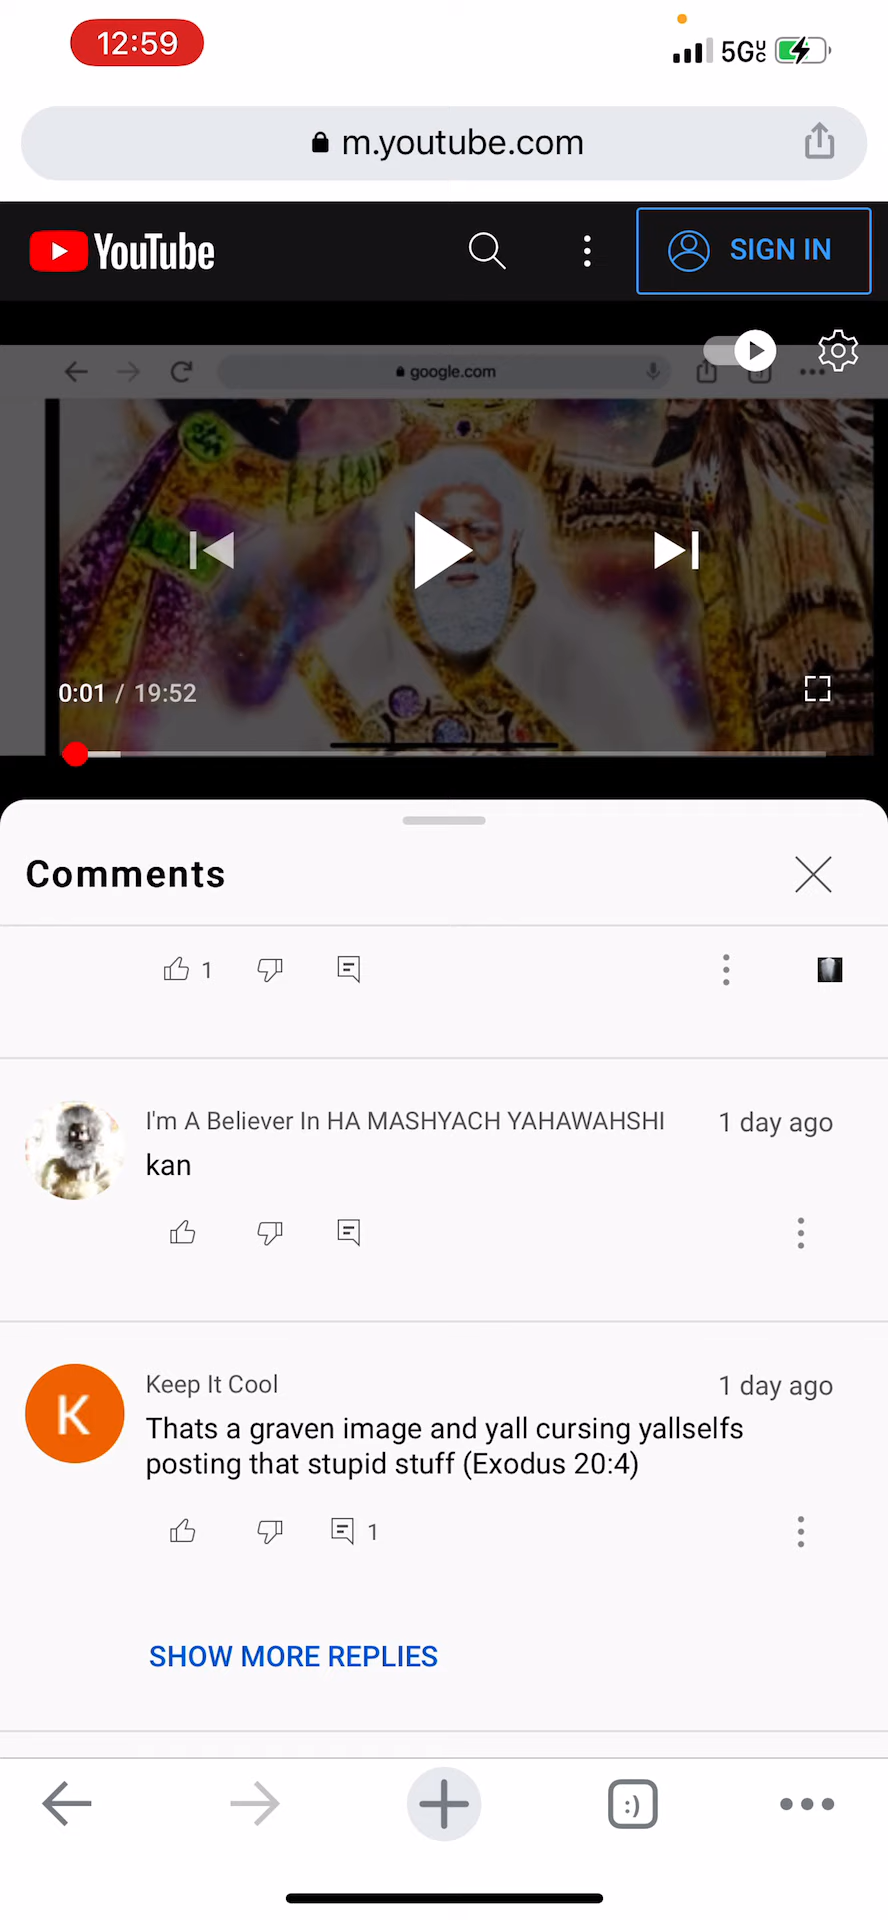 12:59
5GUC
m.youtube.com
YouTube
SIGN IN
google.com
0:01 / 19:52
Comments
1
I'm A Believer In HA MASHYACH YAHAWAHSHI
1 day ago
kan
K
Keep It Cool
1 day ago
Thats a graven image and yall cursing yallselfs
posting that stupid stuff (Exodus 20:4)
1
SHOW MORE REPLIES
:)